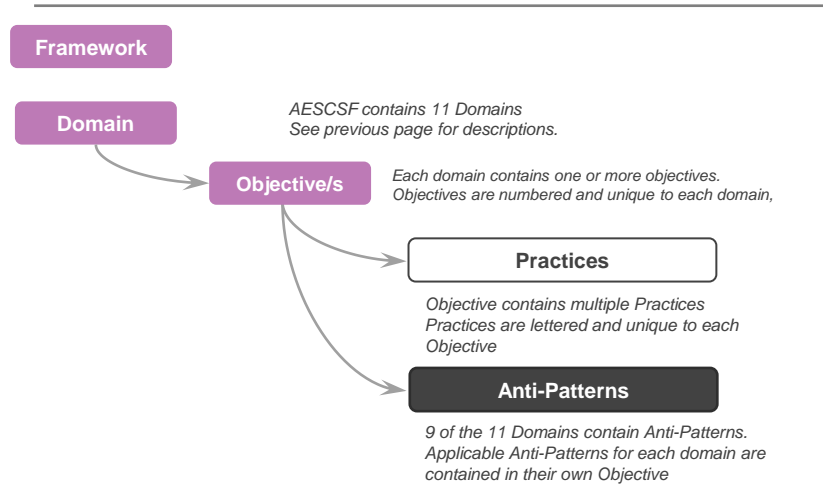 Framework
Domain
AESCSF contains 11 Domains
See previous page for descriptions.
Objective/s
Each domain contains one or more objectives.
Objectives are numbered and unique to each domain,
Practices
Objective contains multiple Practices
Practices are lettered and unique to each
Objective
Anti-Patterns
9 of the 11 Domains contain Anti-Patterns.
Applicable Anti-Patterns for each domain are
contained in their own Objective